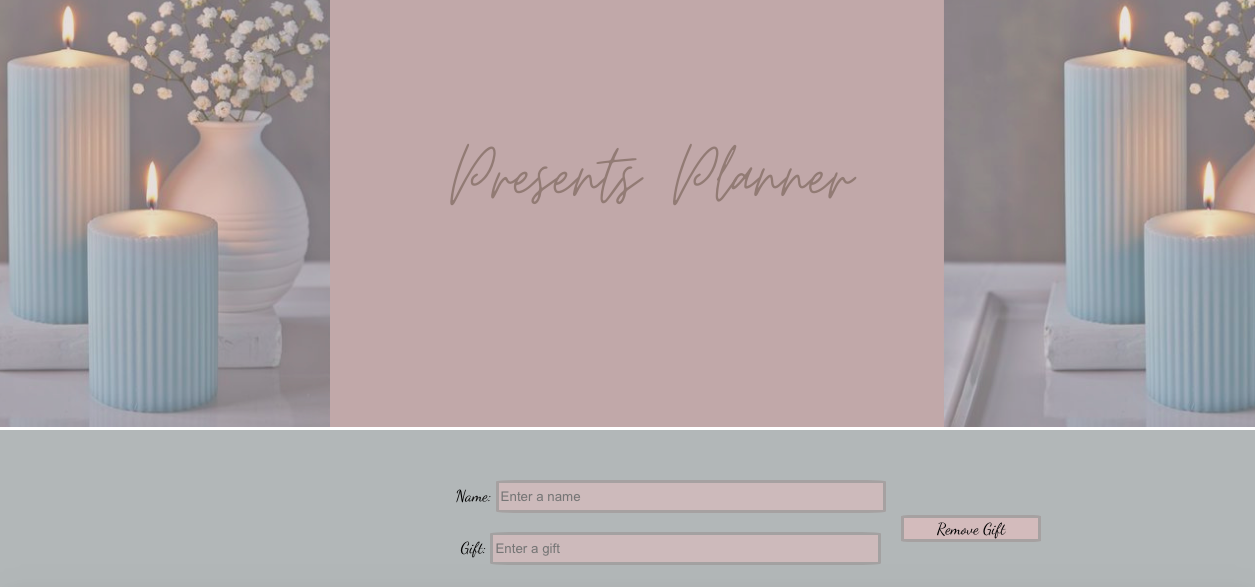 Presents Planner
Name: Enter a name
Remove Gift
Gift: Enter a gift